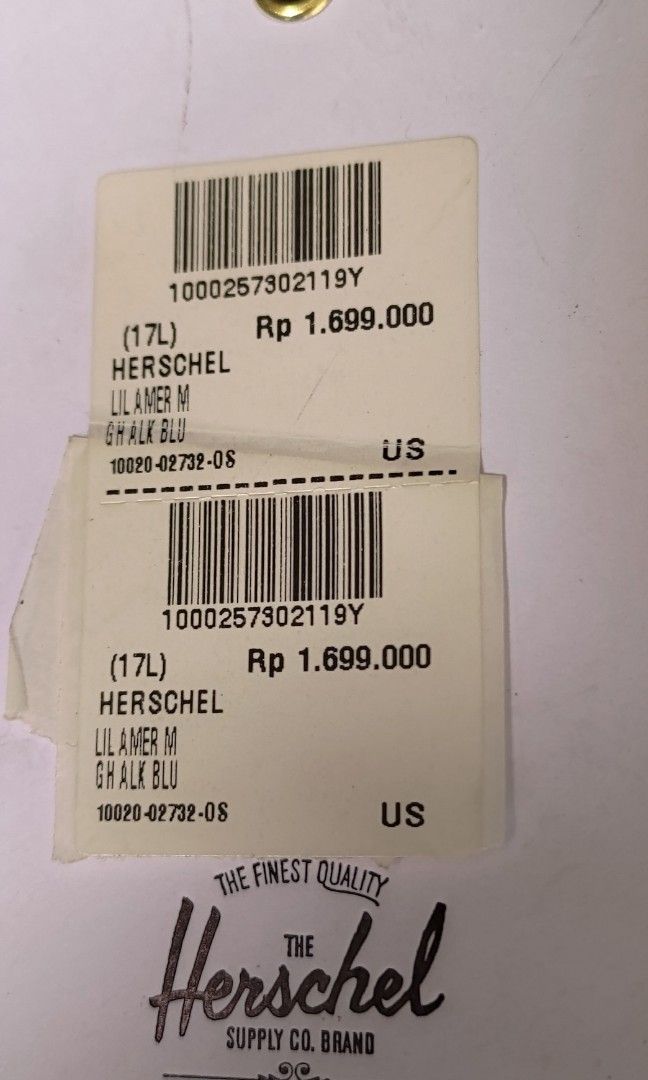 1000257302119Y
(17L) Rp 1.699.000
HERSCHEL
LIL AMER M
GH ALK BLU
10020-02732-OS US
1000257302119Y
(17L) Rp 1.699.000
HERSCHEL
LIL AMER M
GH ALK BLU
10020-02732-OS US
THE FINEST QUALITY
THE
Herschel
SUPPLY CO. BRAND